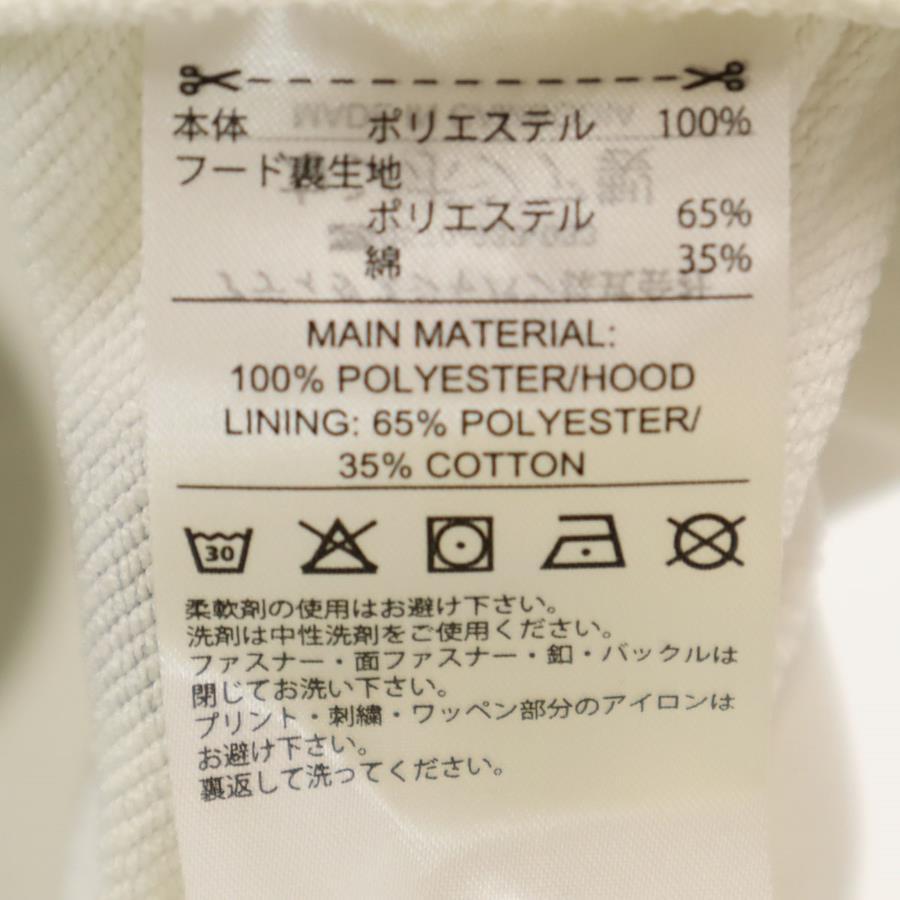 本体 ポリエステル 100%
フード裏生地
ポリエステル 65%
綿 35%
MAIN MATERIAL:
100% POLYESTER/HOOD
LINING: 65% POLYESTER/
35% COTTON
30
柔軟剤の使用はお避け下さい。
洗剤は中性洗剤をご使用ください。
ファスナー・面ファスナー・釦・バックルは
閉じてお洗い下さい。
プリント・刺繍・ワッペン部分のアイロンは
お避け下さい。
裏返して洗ってください。